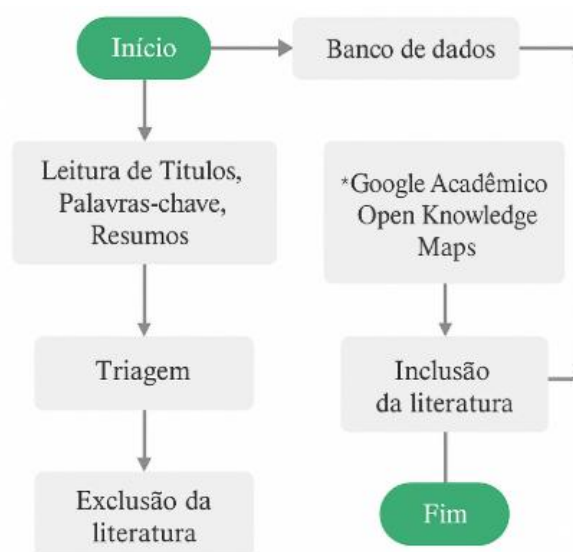 Início
Banco de dados
Leitura de Titulos,
Palavras-chave,
Resumos
*Google Acadêmico
Open Knowledge
Maps
Triagem
Inclusão
da literatura
Exclusão da
literatura
Fim